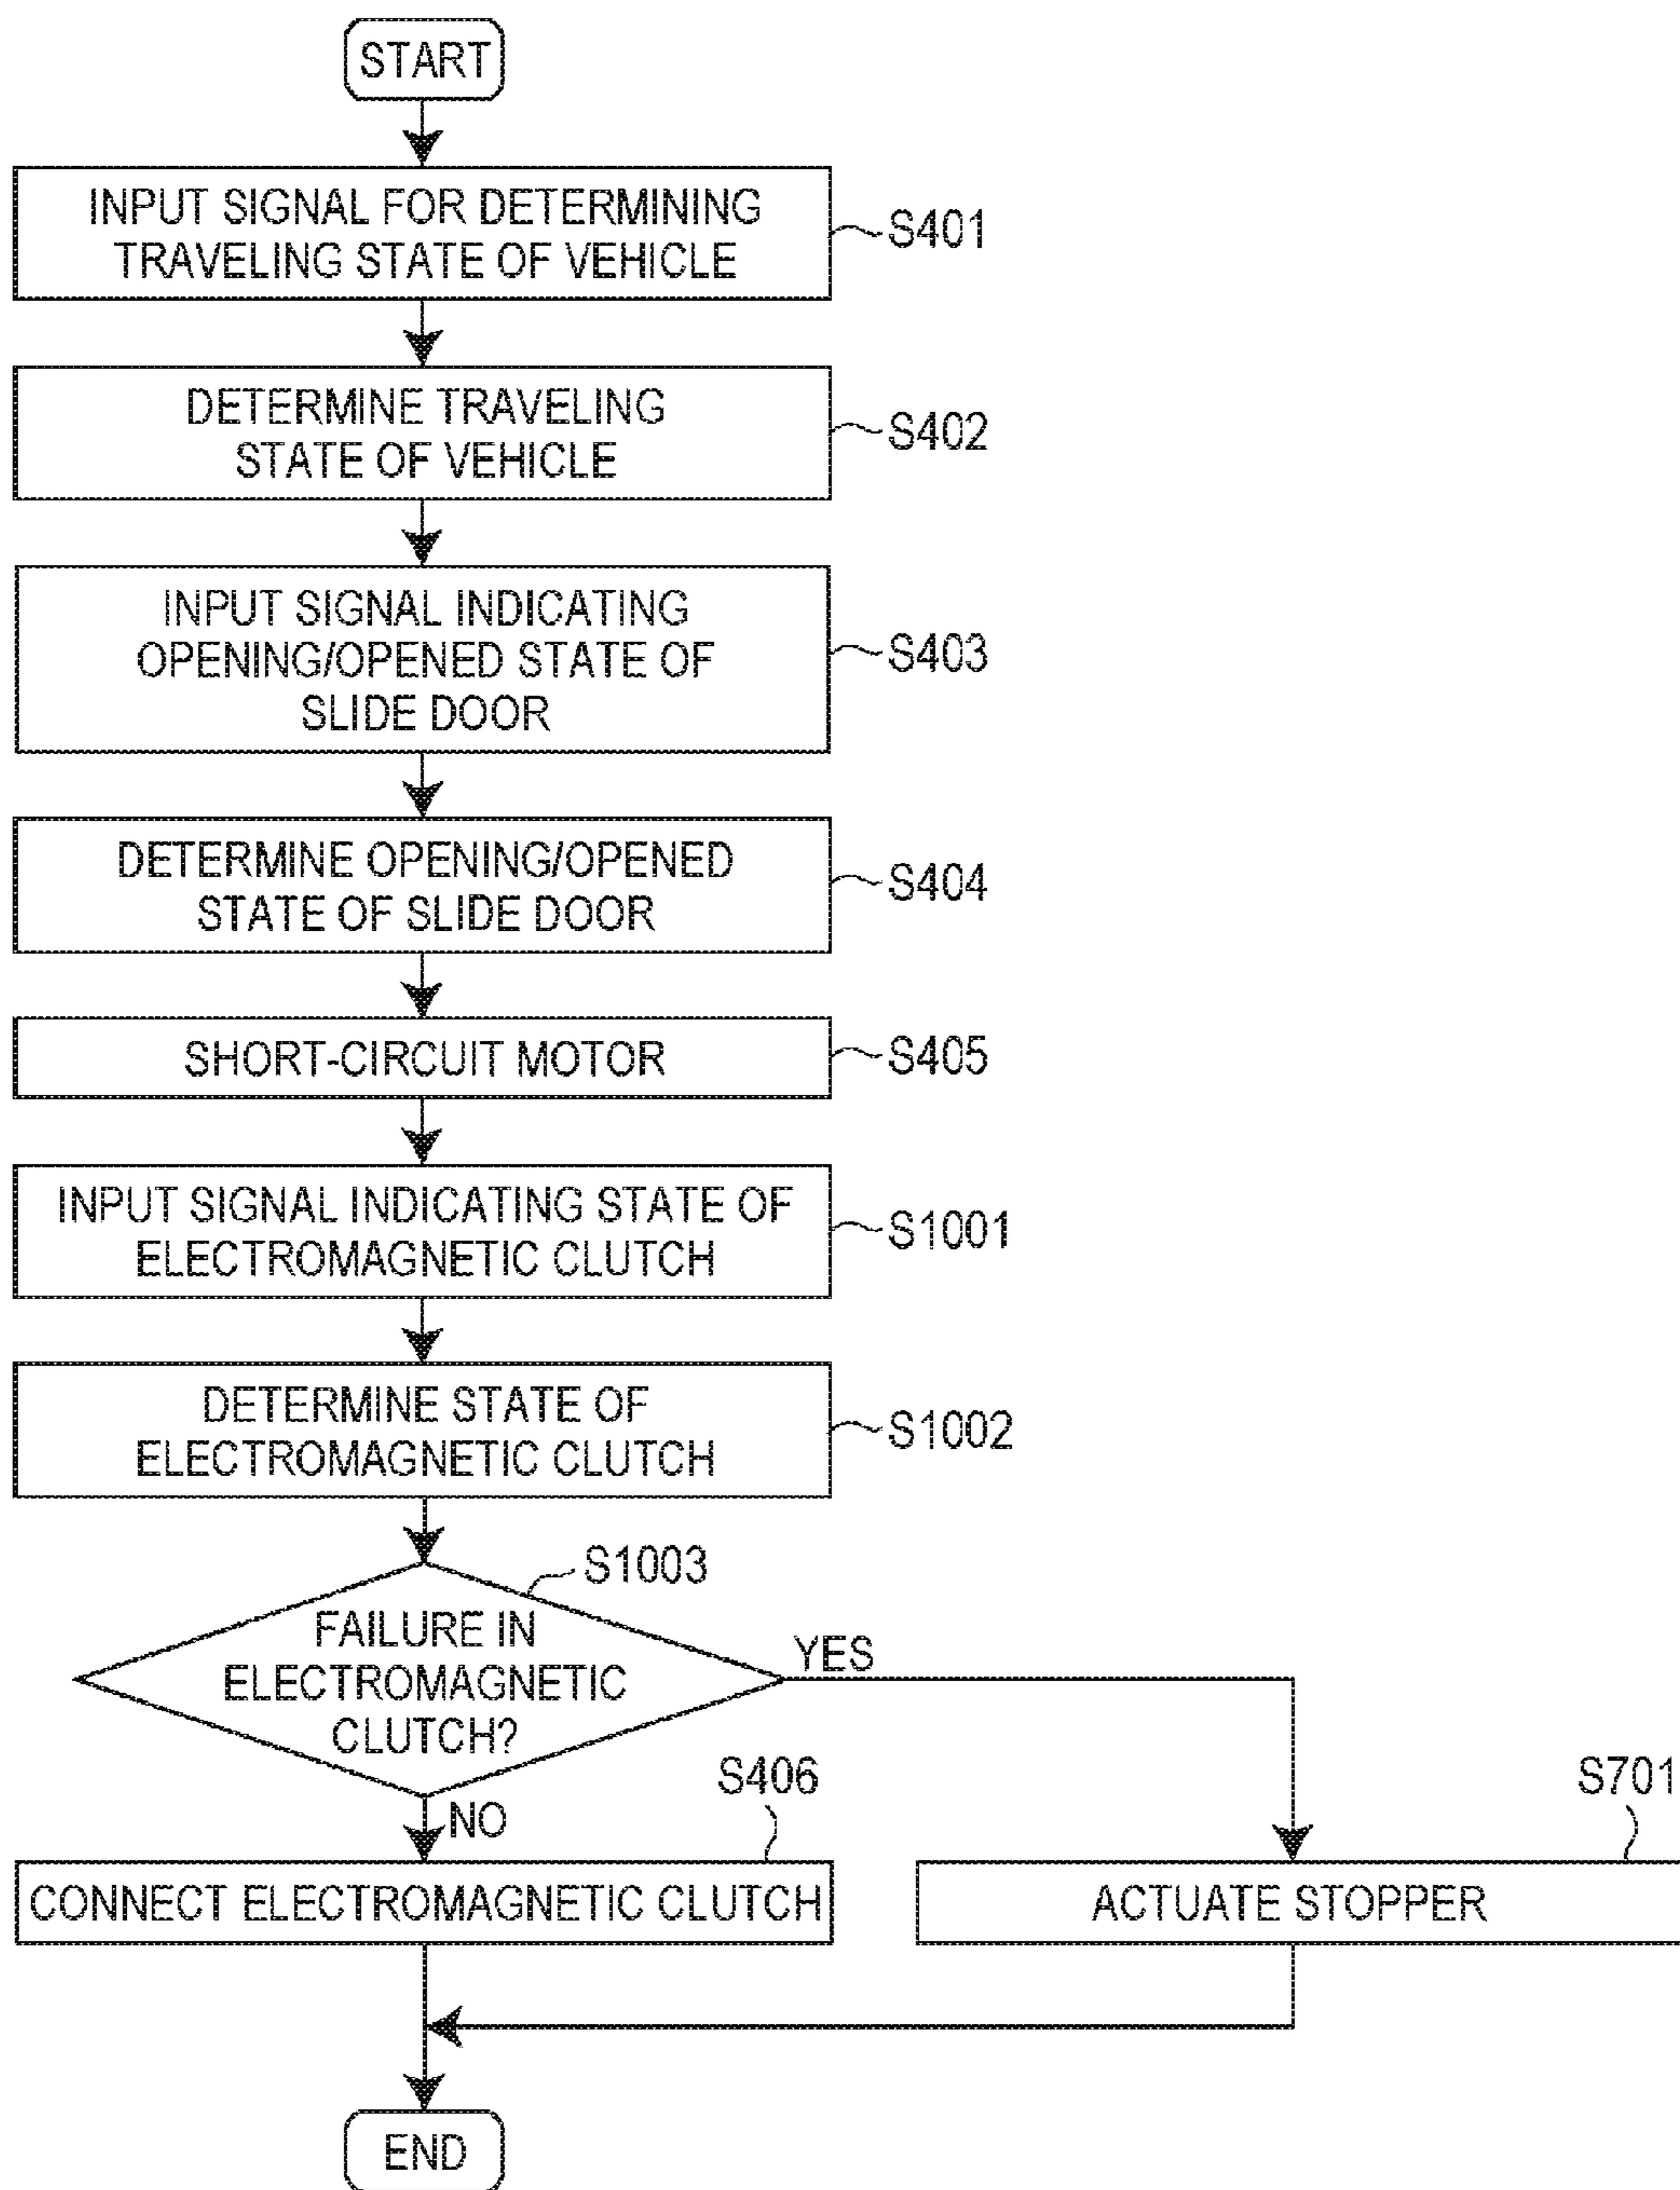 START
INPUT SIGNAL FOR DETERMINING
TRAVELING STATE OF VEHICLE
S401
DETERMINE TRAVELING
STATE OF VEHICLE
S402
INPUT SIGNAL INDICATING
OPENING/OPENED STATE OF
SLIDE DOOR
S403
DETERMINE OPENING/OPENED
STATE OF SLIDE DOOR
S404
SHORT-CIRCUIT MOTOR
S405
INPUT SIGNAL INDICATING STATE OF
ELECTROMAGNETIC CLUTCH
S1001
DETERMINE STATE OF
ELECTROMAGNETIC CLUTCH
S1002
S1003
FAILURE IN
ELECTROMAGNETIC
CLUTCH?
YES
NO
S406
CONNECT ELECTROMAGNETIC CLUTCH
S701
ACTUATE STOPPER
END